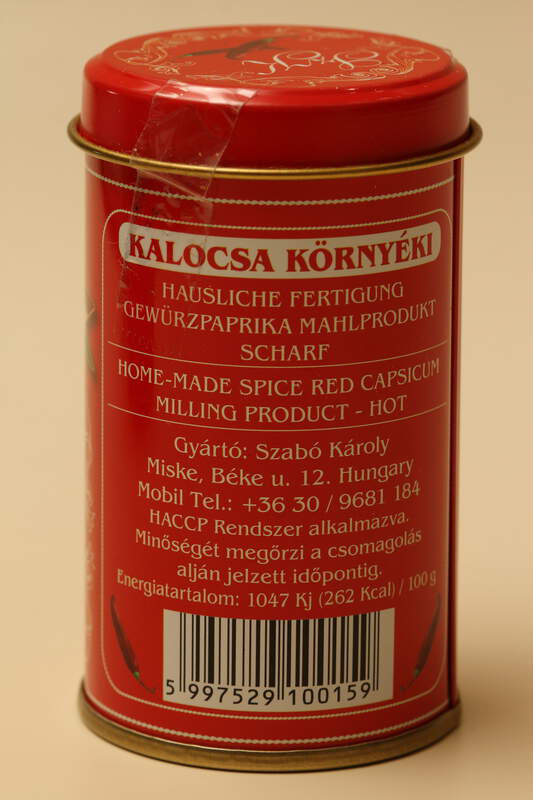 KALOCSA KÖRNYÉKI
HAUSLICHE FERTIGUNG
GEWÜRZPAPRIKA MAHLPRODUKT
SCHARF
HOME-MADE SPICE RED CAPSICUM
MILLING PRODUCT - HOT
Gyártó: Szabó Károly
Miske, Béke u. 12. Hungary
Mobil Tel.: +36 30 / 9681 184
HACCP Rendszer alkalmazva.
Minőségét megőrzi a csomagolás
alján jelzett időpontig.
Energiatartalom: 1047 Kj (262 Kcal) / 100 g
5 997529 100159